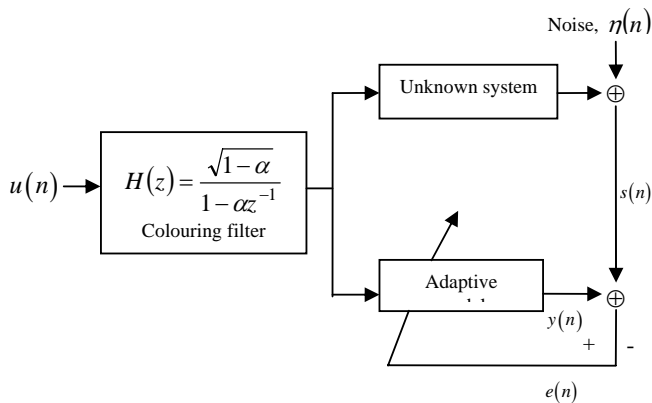 Noise, η(n)
Unknown system
u(n)
H(z) = √(1 − α) / (1 − αz⁻¹)
Colouring filter
s(n)
Adaptive
y(n)
+ -
e(n)